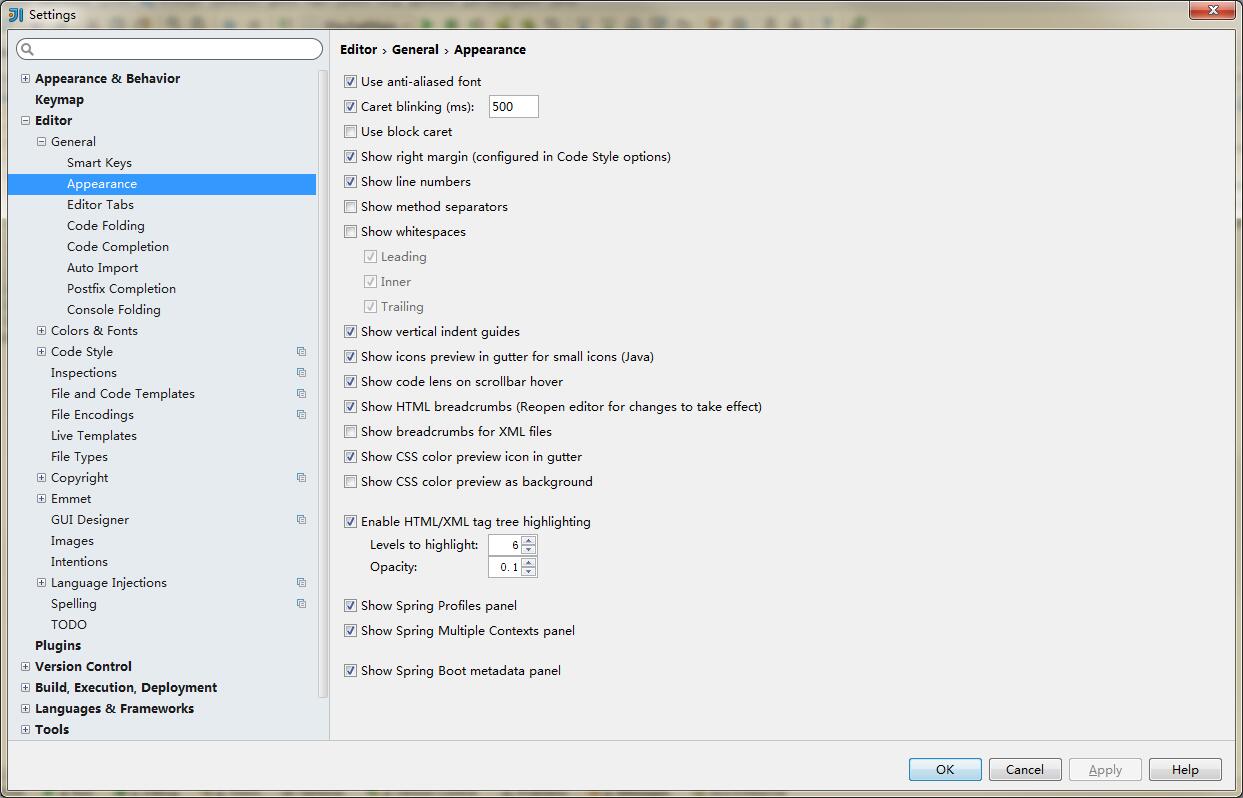 Settings
Appearance & Behavior
Keymap
Editor
General
Smart Keys
Appearance
Editor Tabs
Code Folding
Code Completion
Auto Import
Postfix Completion
Console Folding
Colors & Fonts
Code Style
Inspections
File and Code Templates
File Encodings
Live Templates
File Types
Copyright
Emmet
GUI Designer
Images
Intentions
Language Injections
Spelling
TODO
Plugins
Version Control
Build, Execution, Deployment
Languages & Frameworks
Tools
Editor › General › Appearance
Use anti-aliased font
Caret blinking (ms): 500
Use block caret
Show right margin (configured in Code Style options)
Show line numbers
Show method separators
Show whitespaces
Leading
Inner
Trailing
Show vertical indent guides
Show icons preview in gutter for small icons (Java)
Show code lens on scrollbar hover
Show HTML breadcrumbs (Reopen editor for changes to take effect)
Show breadcrumbs for XML files
Show CSS color preview icon in gutter
Show CSS color preview as background
Enable HTML/XML tag tree highlighting
Levels to highlight: 6
Opacity: 0.1
Show Spring Profiles panel
Show Spring Multiple Contexts panel
Show Spring Boot metadata panel
OK Cancel Apply Help